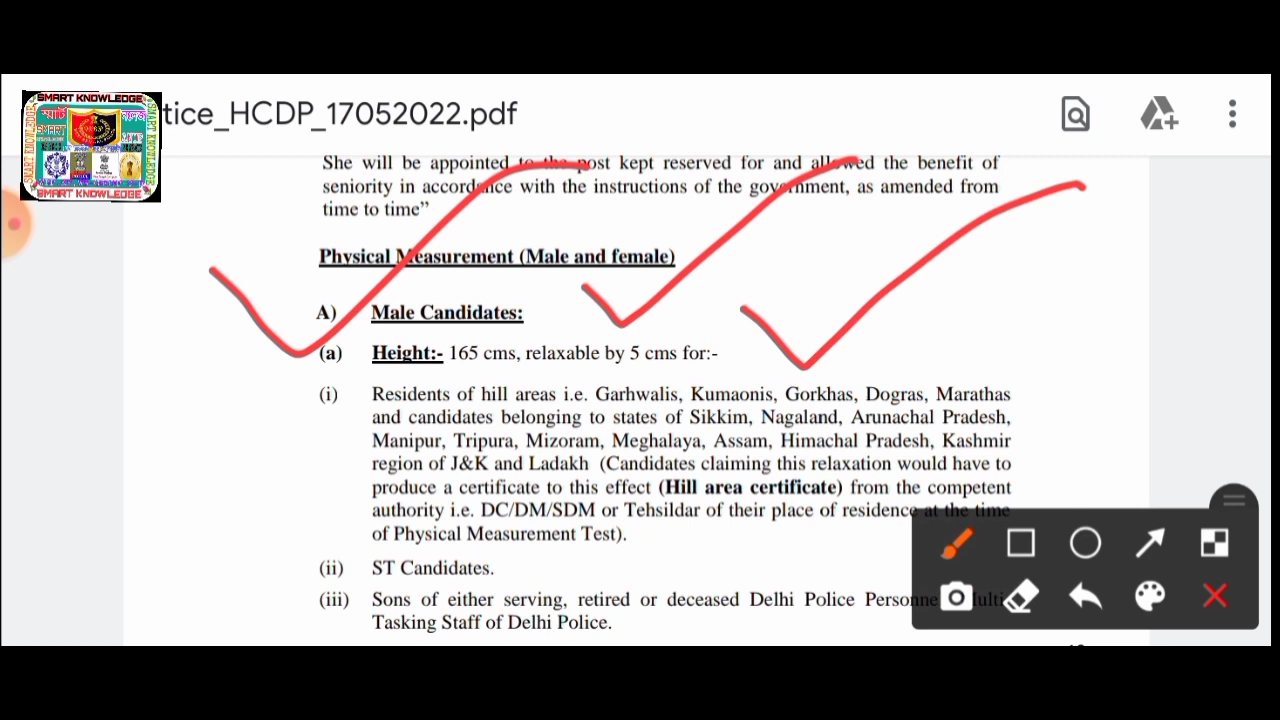 SMART KNOWLEDGE
SMART KNOWLEDGE
tice_HCDP_17052022.pdf
She will be appointed to the post kept reserved for and allowed the benefit of
seniority in accordance with the instructions of the government, as amended from
time to time”
Physical Measurement (Male and female)
A) Male Candidates:
(a) Height:- 165 cms, relaxable by 5 cms for:-
(i) Residents of hill areas i.e. Garhwalis, Kumaonis, Gorkhas, Dogras, Marathas
and candidates belonging to states of Sikkim, Nagaland, Arunachal Pradesh,
Manipur, Tripura, Mizoram, Meghalaya, Assam, Himachal Pradesh, Kashmir
region of J&K and Ladakh (Candidates claiming this relaxation would have to
produce a certificate to this effect (Hill area certificate) from the competent
authority i.e. DC/DM/SDM or Tehsildar of their place of residence at the time
of Physical Measurement Test).
(ii) ST Candidates.
(iii) Sons of either serving, retired or deceased Delhi Police Personne
Tasking Staff of Delhi Police.